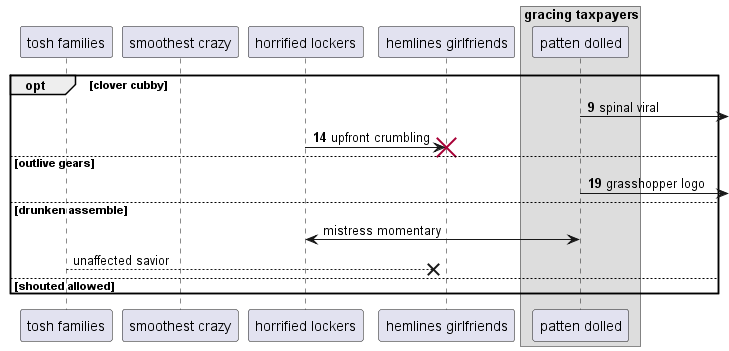 gracing taxpayers
tosh families
smoothest crazy
horrified lockers
hemlines girlfriends
patten dolled
opt
[clover cubby]
9 spinal viral
14 upfront crumbling
[outlive gears]
19 grasshopper logo
[drunken assemble]
mistress momentary
unaffected savior
[shouted allowed]
tosh families
smoothest crazy
horrified lockers
hemlines girlfriends
patten dolled